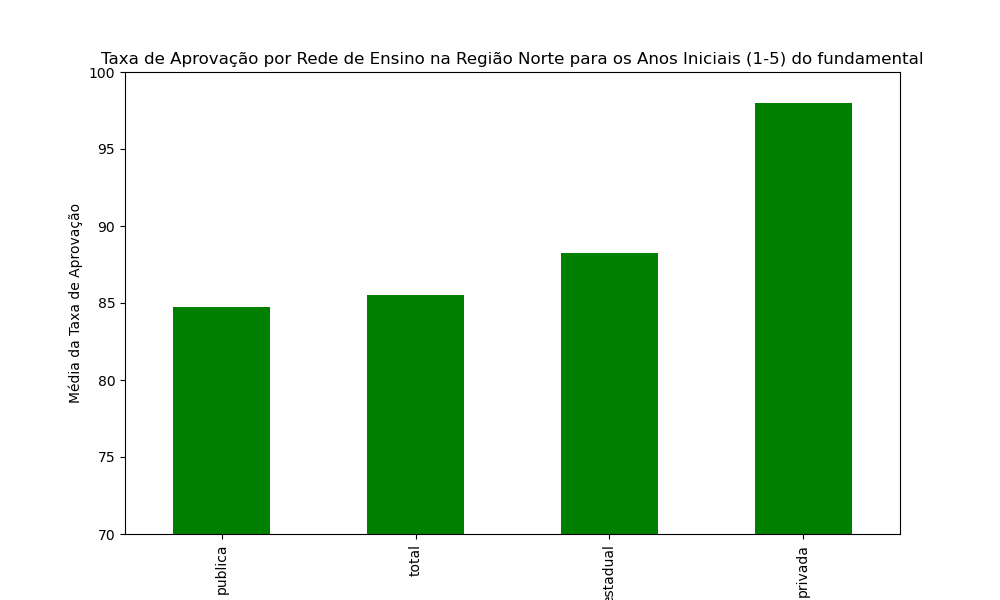 Taxa de Aprovação por Rede de Ensino na Região Norte para os Anos Iniciais (1-5) do fundamental
100
95
90
85
80
75
70
Média da Taxa de Aprovação
publica
total
estadual
privada